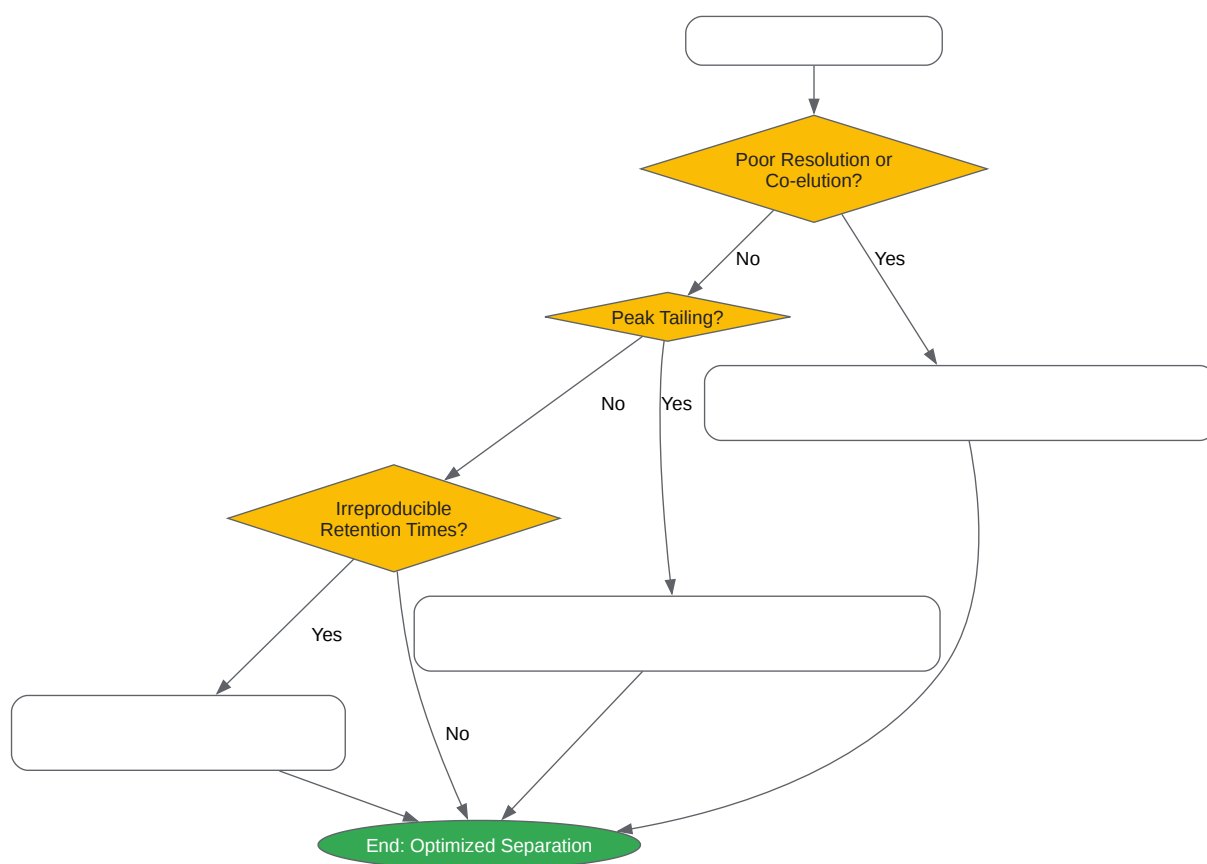 Poor Resolution or
Co-elution?
No
Yes
Peak Tailing?
No
Yes
Irreproducible
Retention Times?
Yes
No
End: Optimized Separation